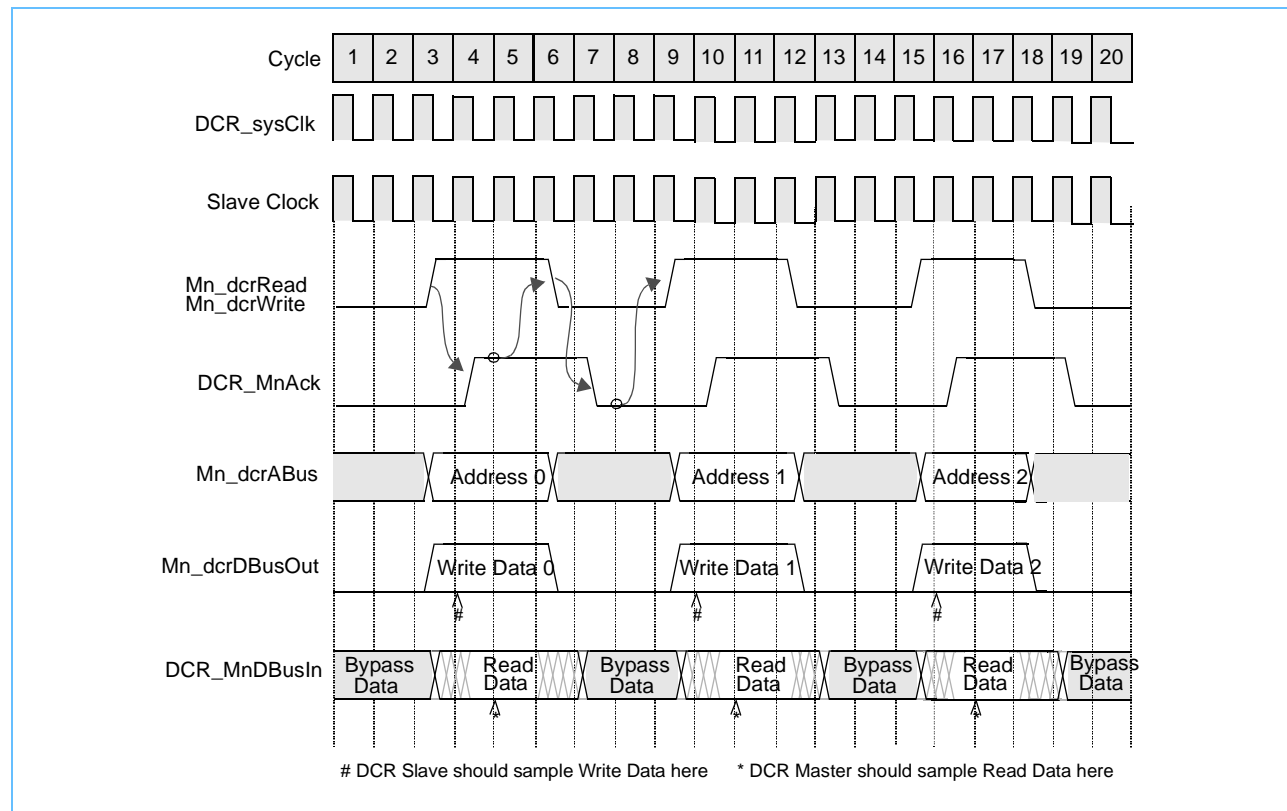 Cycle 1 2 3 4 5 6 7 8 9 10 11 12 13 14 15 16 17 18 19 20
DCR_sysClk
Slave Clock
Mn_dcrRead
Mn_dcrWrite
DCR_MnAck
Mn_dcrABus Address 0 Address 1 Address 2
Mn_dcrDBusOut Write Data 0 Write Data 1 Write Data 2
# # #
DCR_MnDBusIn Bypass Read Bypass Read Bypass Read Bypass
Data Data Data Data Data Data Data
* * *
# DCR Slave should sample Write Data here * DCR Master should sample Read Data here